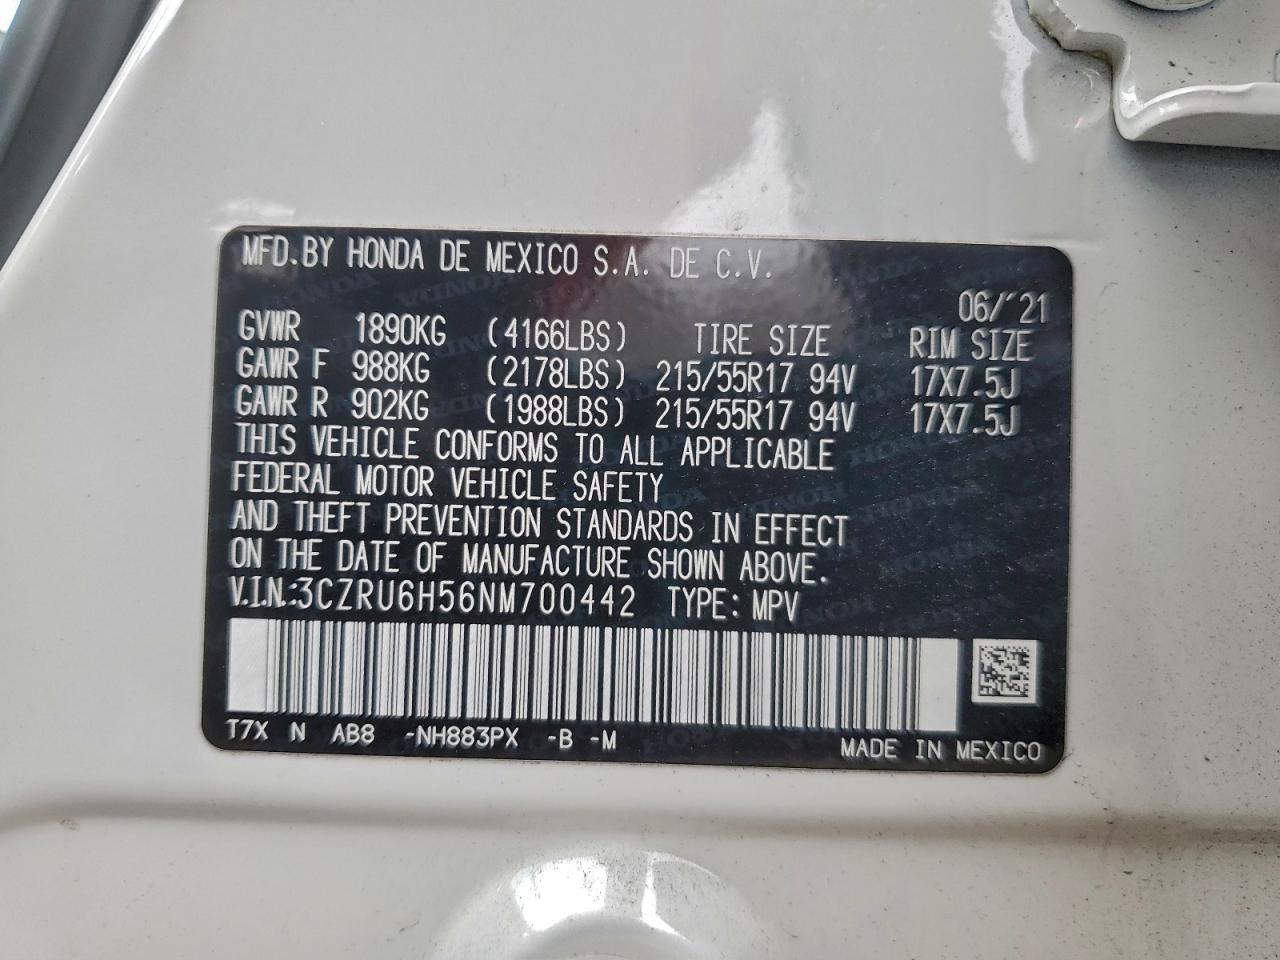 MFD.BY HONDA DE MEXICO S.A. DE C.V.
06/'21
GVWR 1890KG (4166LBS) TIRE SIZE RIM SIZE
GAWR F 988KG (2178LBS) 215/55R17 94V 17X7.5J
GAWR R 902KG (1988LBS) 215/55R17 94V 17X7.5J
THIS VEHICLE CONFORMS TO ALL APPLICABLE
FEDERAL MOTOR VEHICLE SAFETY
AND THEFT PREVENTION STANDARDS IN EFFECT
ON THE DATE OF MANUFACTURE SHOWN ABOVE.
V.I.N.:3CZRU6H56NM700442 TYPE: MPV
T7X N AB8 -NH883PX -B -M
MADE IN MEXICO